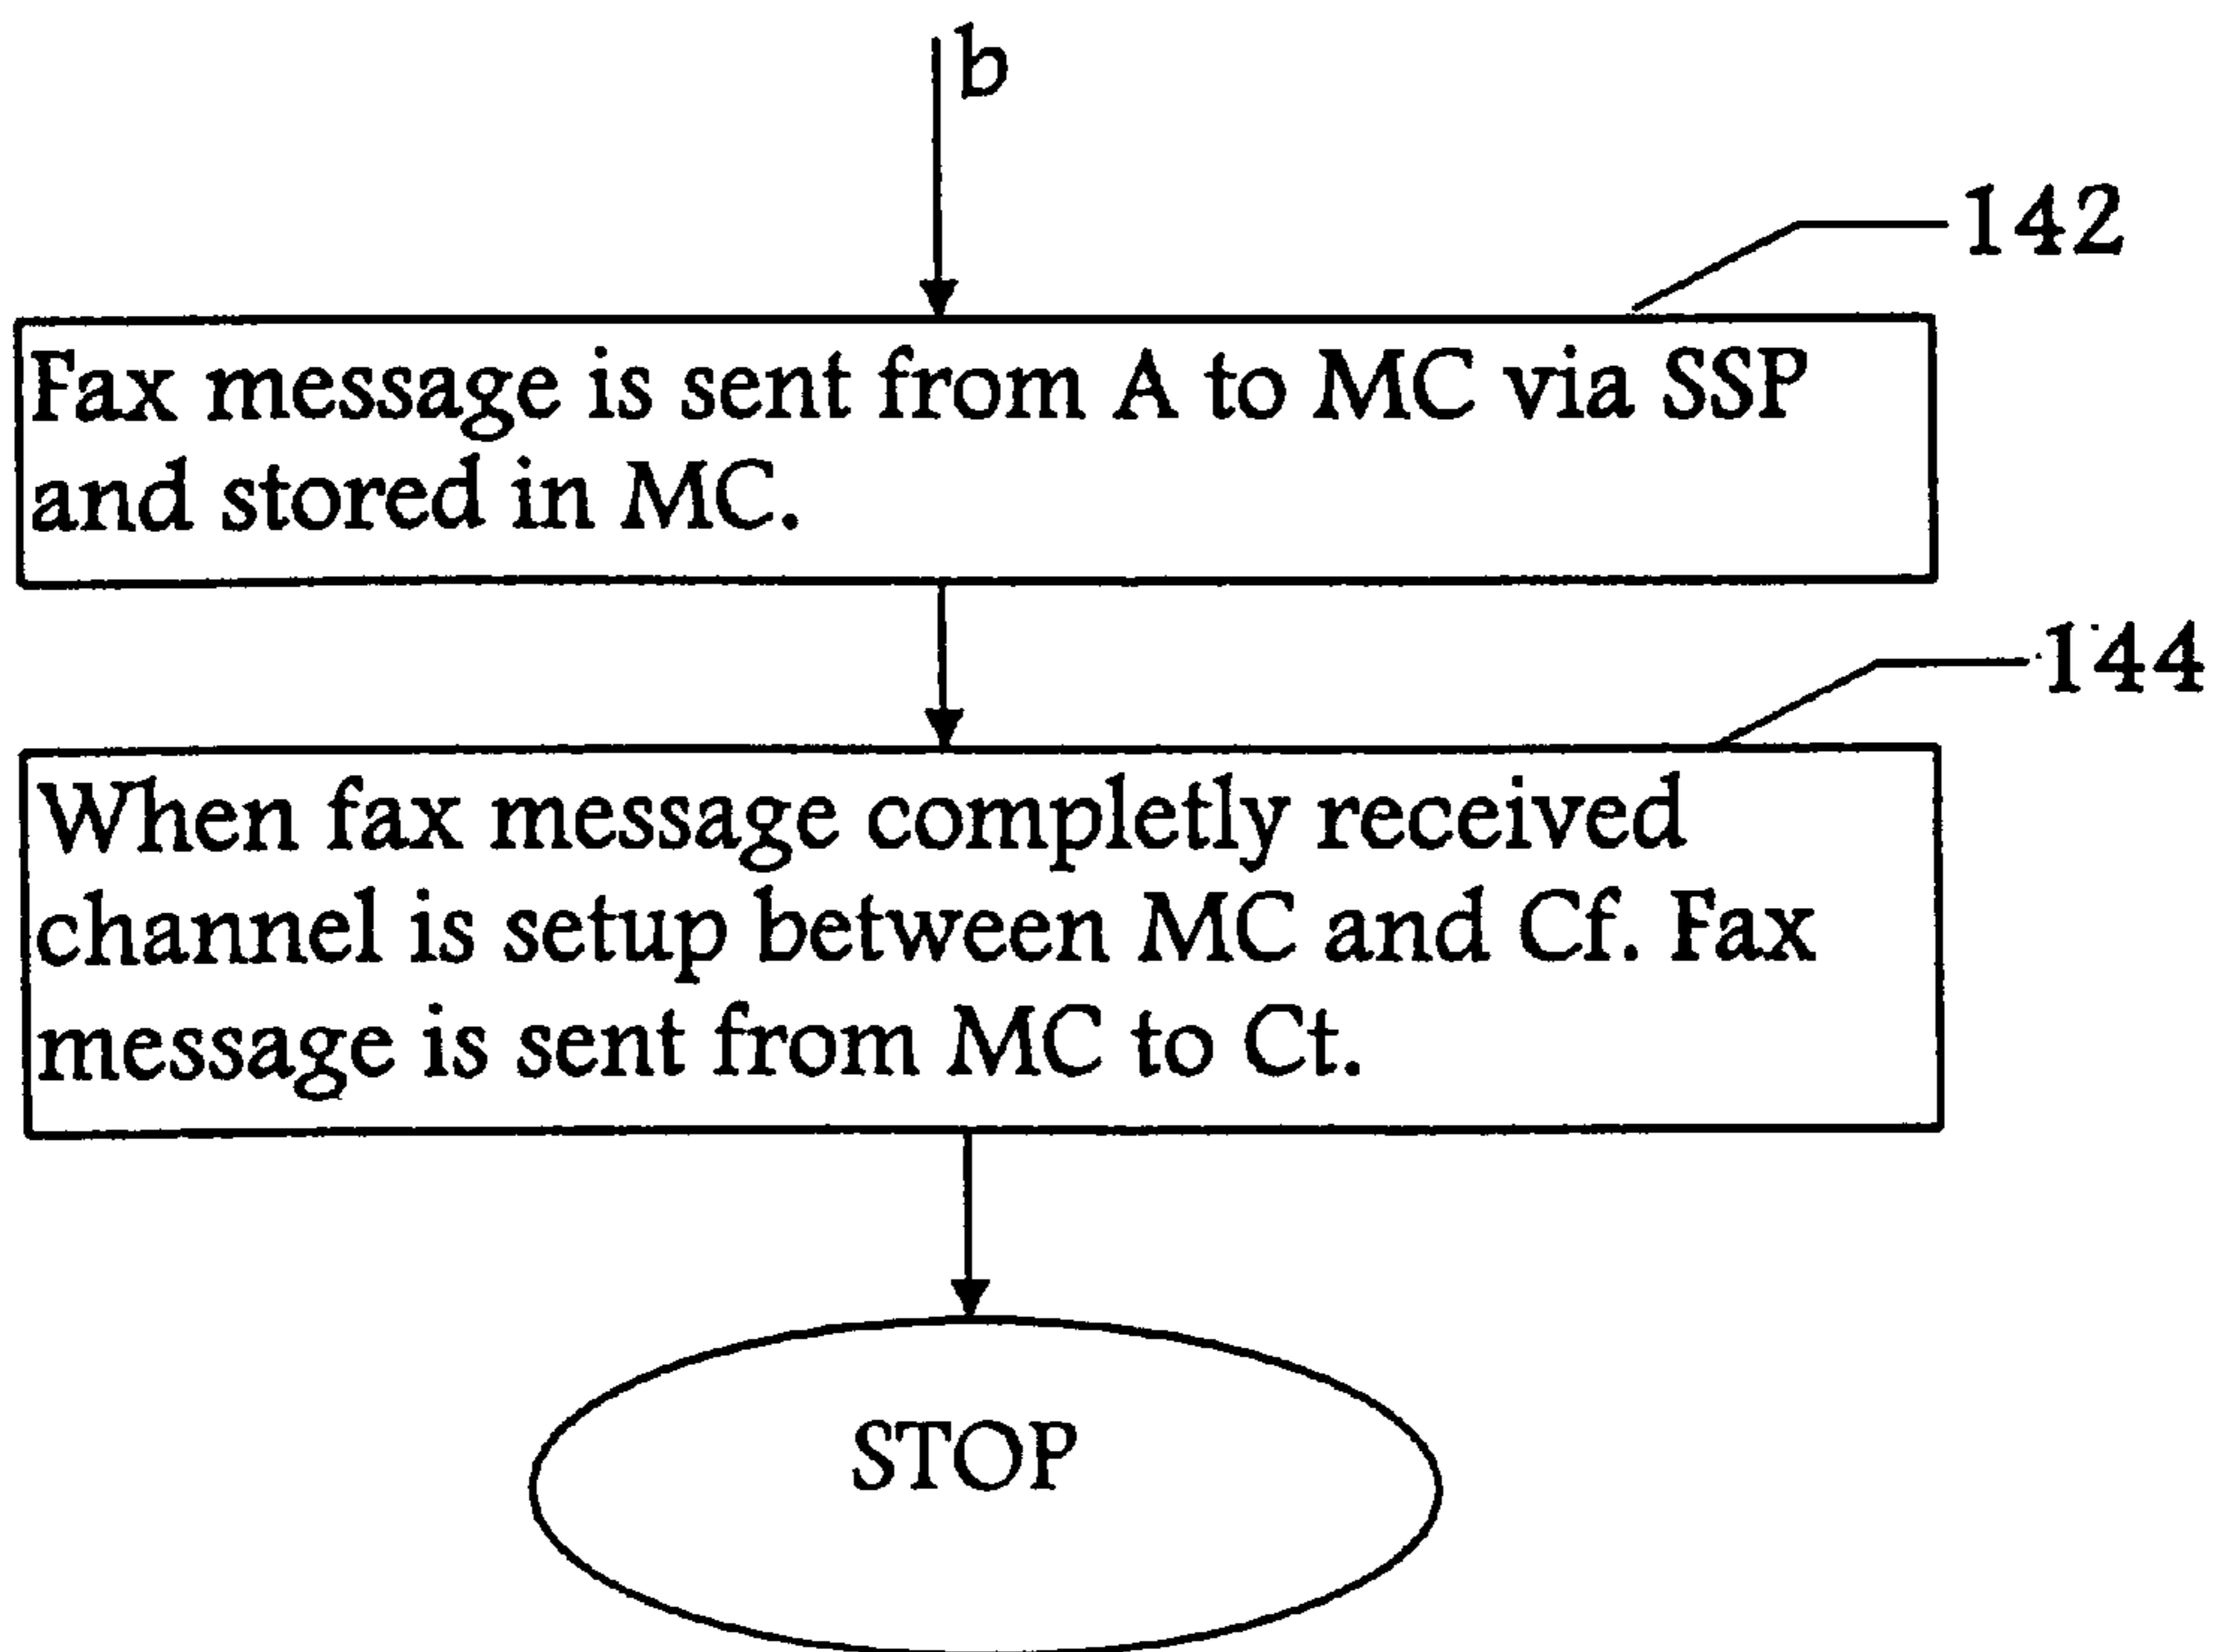 b
142
Fax message is sent from A to MC via SSP
and stored in MC.
144
When fax message completly received
channel is setup between MC and Cf. Fax
message is sent from MC to Ct.
STOP